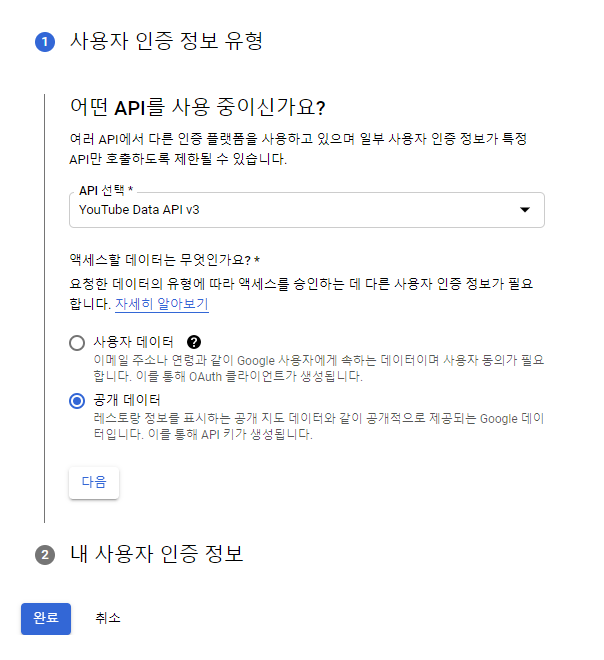 1 사용자 인증 정보 유형
어떤 API를 사용 중이신가요?
여러 API에서 다른 인증 플랫폼을 사용하고 있으며 일부 사용자 인증 정보가 특정
API만 호출하도록 제한될 수 있습니다.
API 선택 *
YouTube Data API v3
액세스할 데이터는 무엇인가요? *
요청한 데이터의 유형에 따라 액세스를 승인하는 데 다른 사용자 인증 정보가 필요
합니다. 자세히 알아보기
사용자 데이터 ?
이메일 주소나 연령과 같이 Google 사용자에게 속하는 데이터이며 사용자 동의가 필요
합니다. 이를 통해 OAuth 클라이언트가 생성됩니다.
공개 데이터
레스토랑 정보를 표시하는 공개 지도 데이터와 같이 공개적으로 제공되는 Google 데이
터입니다. 이를 통해 API 키가 생성됩니다.
다음
2 내 사용자 인증 정보
완료 취소